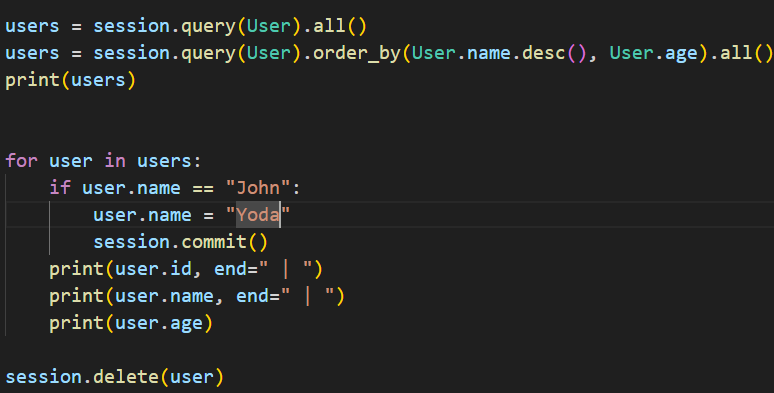 users = session.query(User).all()
users = session.query(User).order_by(User.name.desc(), User.age).all()
print(users)
for user in users:
    if user.name == "John":
        user.name = "Yoda"
        session.commit()
    print(user.id, end=" | ")
    print(user.name, end=" | ")
    print(user.age)
session.delete(user)